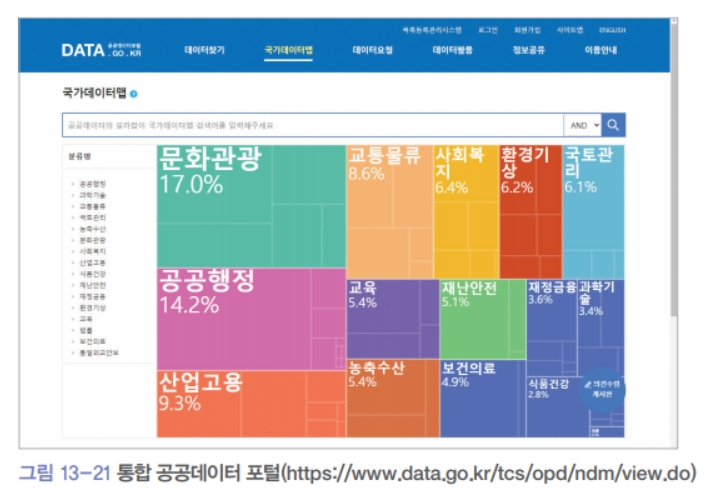 목록등록관리시스템 로그인 회원가입 사이트맵 ENGLISH
DATA 공공데이터포털 .GO.KR
데이터찾기 국가데이터맵 데이터요청 데이터활용 정보공유 이용안내
국가데이터맵
공공데이터의 국가데이터맵 검색어를 입력해주세요 AND
분류명
공공행정
과학기술
교통물류
국토관리
농축수산
문화관광
사회복지
산업고용
식품건강
재난안전
재정금융
환경기상
교육
법률
보건의료
통일외교안보
문화관광
17.0%
공공행정
14.2%
산업고용
9.3%
교통물류
8.6%
사회복
지
6.4%
환경기
상
6.2%
국토관
리
6.1%
교육
5.4%
재난안전
5.1%
재정금융
3.6%
과학기
술
3.4%
농축수산
5.4%
보건의료
4.9%
식품건강
2.8%
의견수렴
게시판
그림 13-21 통합 공공데이터 포털(https://www.data.go.kr/tcs/opd/ndm/view.do)